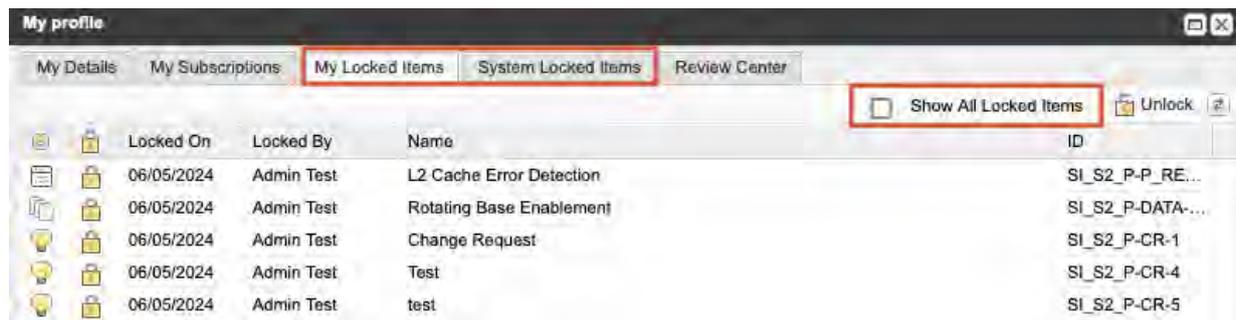 My profile
My Details My Subscriptions My Locked Items System Locked Items Review Center
Show All Locked Items Unlock
Locked On Locked By Name ID
06/05/2024 Admin Test L2 Cache Error Detection SI_S2_P-P_RE...
06/05/2024 Admin Test Rotating Base Enablement SI_S2_P-DATA-...
06/05/2024 Admin Test Change Request SI_S2_P-CR-1
06/05/2024 Admin Test Test SI_S2_P-CR-4
06/05/2024 Admin Test test SI_S2_P-CR-5